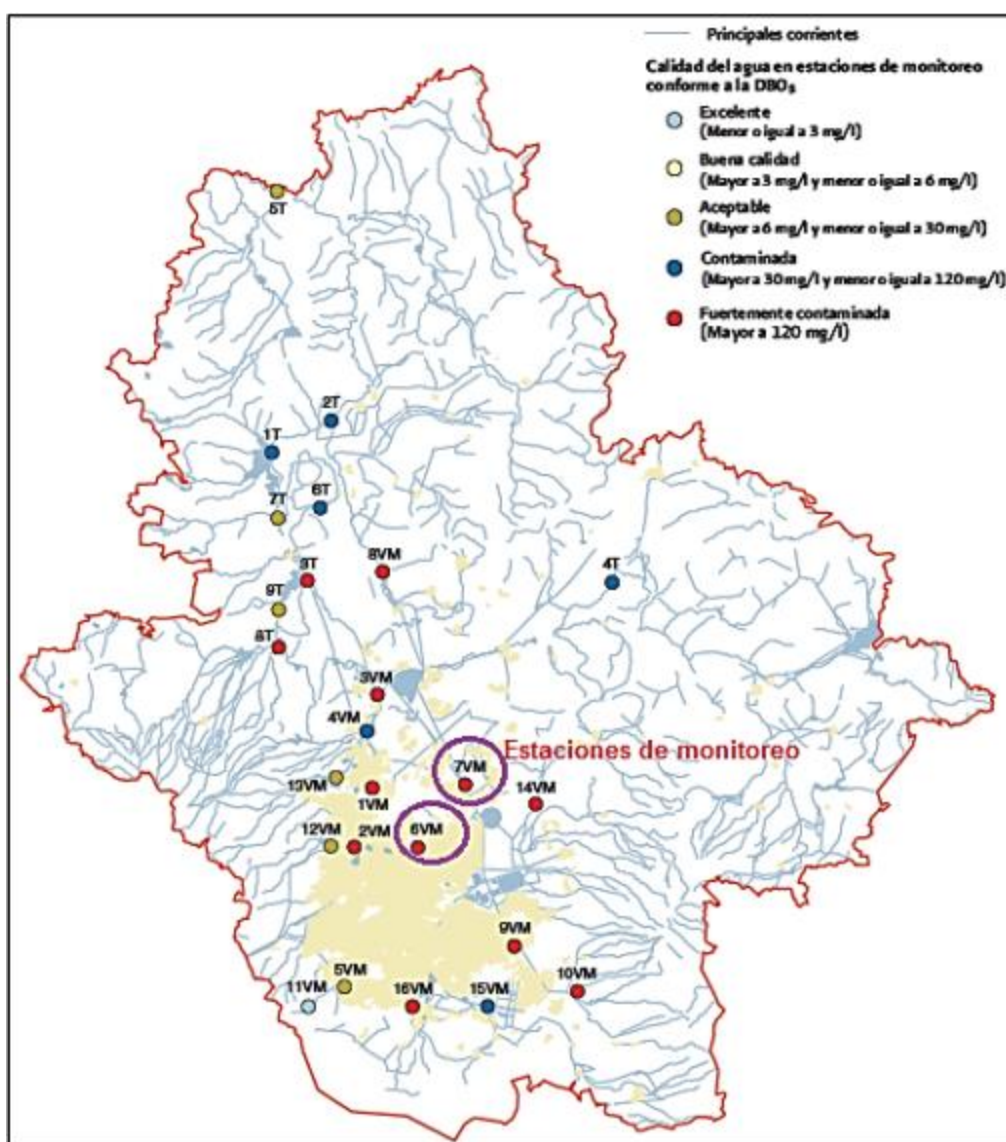 Principales corrientes
Calidad del agua en estaciones de monitoreo
conforme a la DBO₅
Excelente
(Menor o igual a 3 mg/l)
Buena calidad
(Mayor a 3 mg/l y menor o igual a 6 mg/l)
Aceptable
(Mayor a 6 mg/l y menor o igual a 30 mg/l)
Contaminada
(Mayor a 30 mg/l y menor o igual a 120 mg/l)
Fuertemente contaminada
(Mayor a 120 mg/l)
5T
2T
1T
6T
7T
8VM
3T
4T
9T
8T
3VM
4VM
Estaciones de monitoreo
7VM
13VM
1VM
14VM
12VM
2VM
6VM
9VM
5VM
10VM
11VM
16VM
15VM